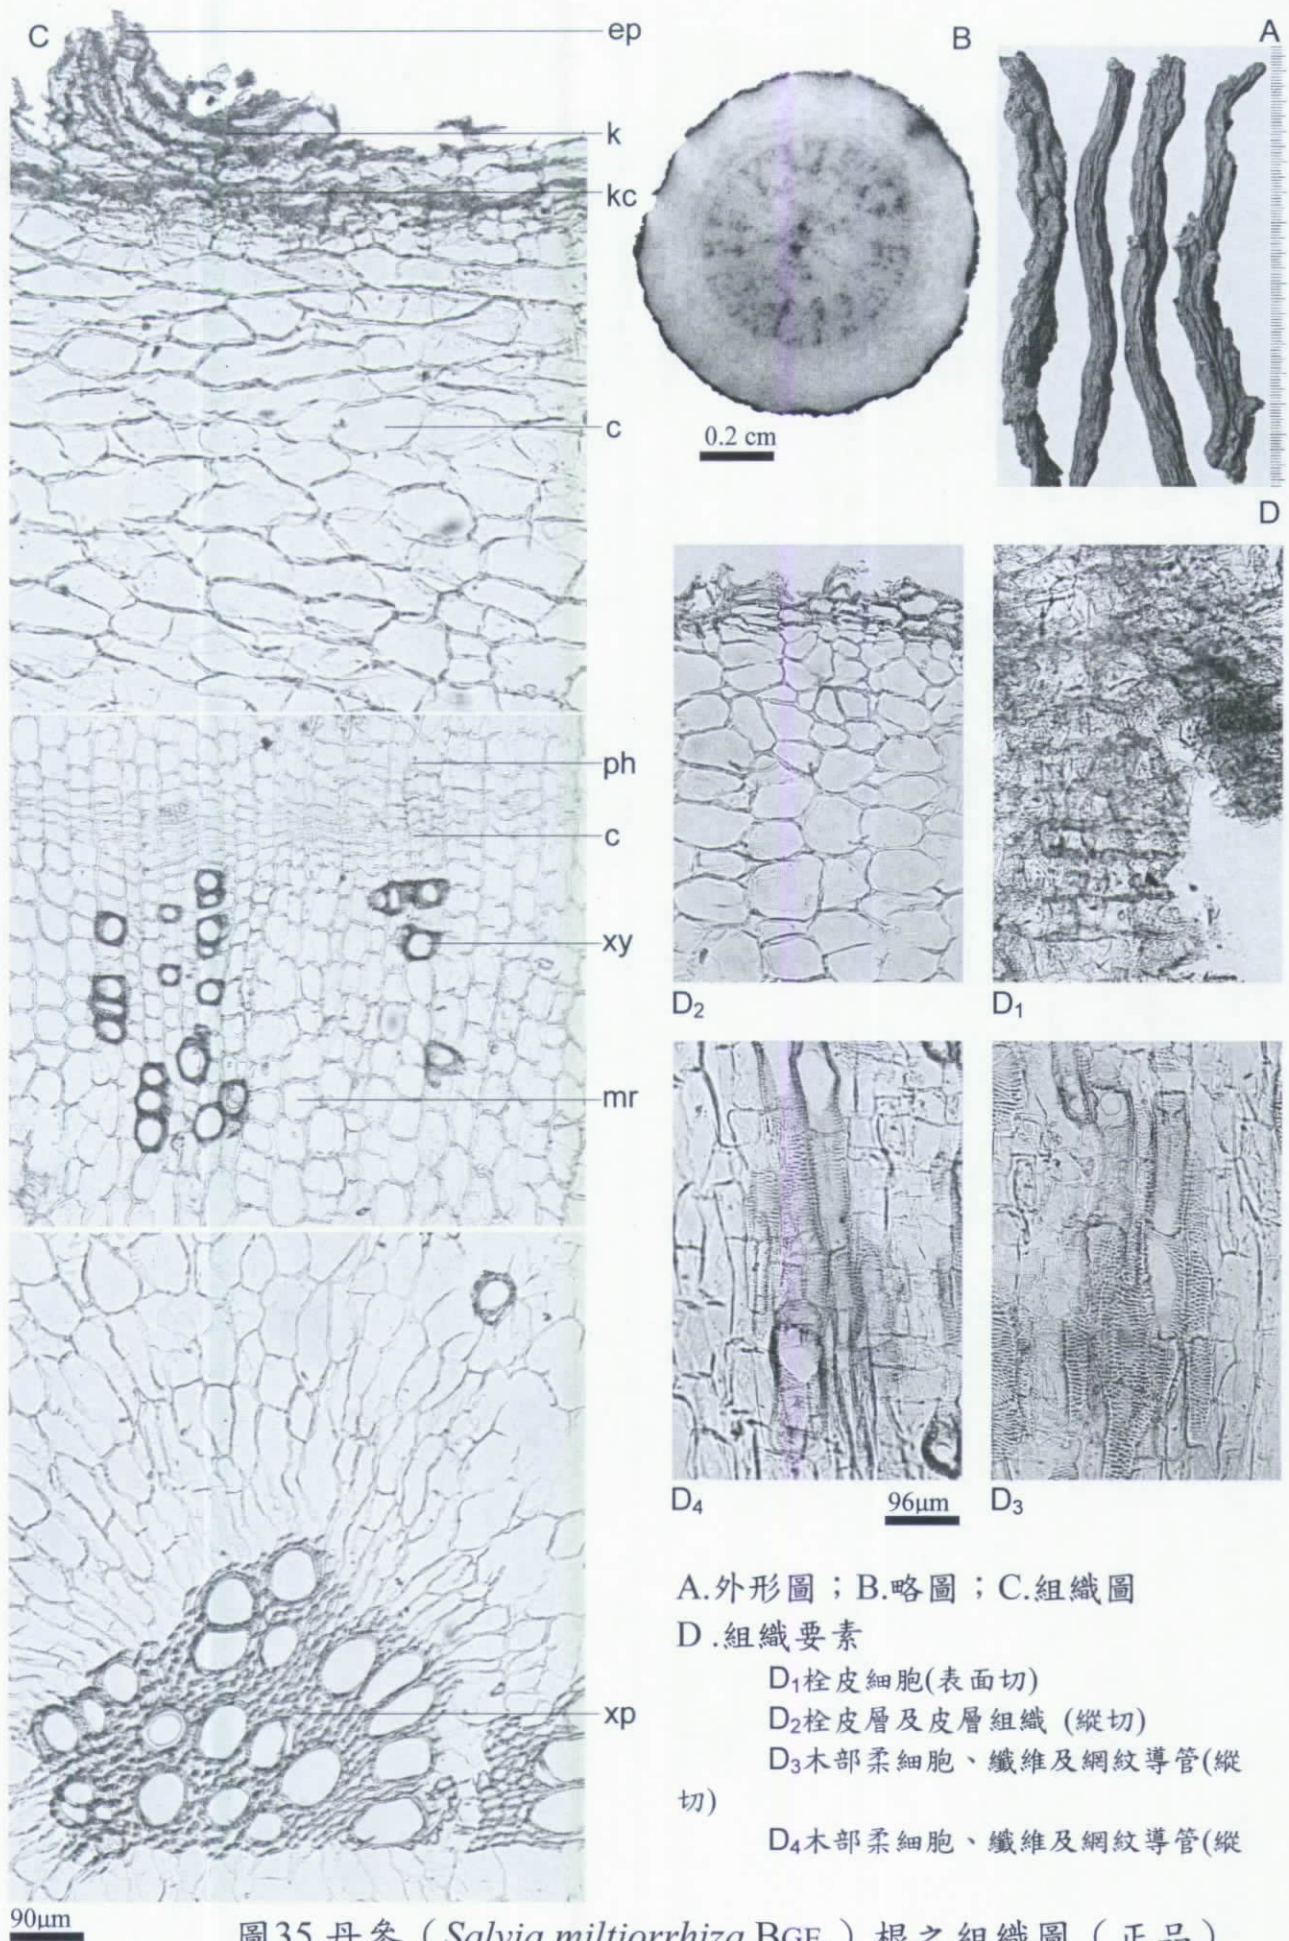 C
ep
k
kc
c
ph
c
xy
mr
xp
90μm
B
0.2 cm
A
D
D₂
D₁
D₄
96μm
D₃
A.外形圖；B.略圖；C.組織圖
D .組織要素
D₁栓皮細胞(表面切)
D₂栓皮層及皮層組織 (縱切)
D₃木部柔細胞、纖維及網紋導管(縱
切)
D₄木部柔細胞、纖維及網紋導管(縱
圖35 丹參（Salvia miltiorrhiza BGE.）根之組織圖（正品）